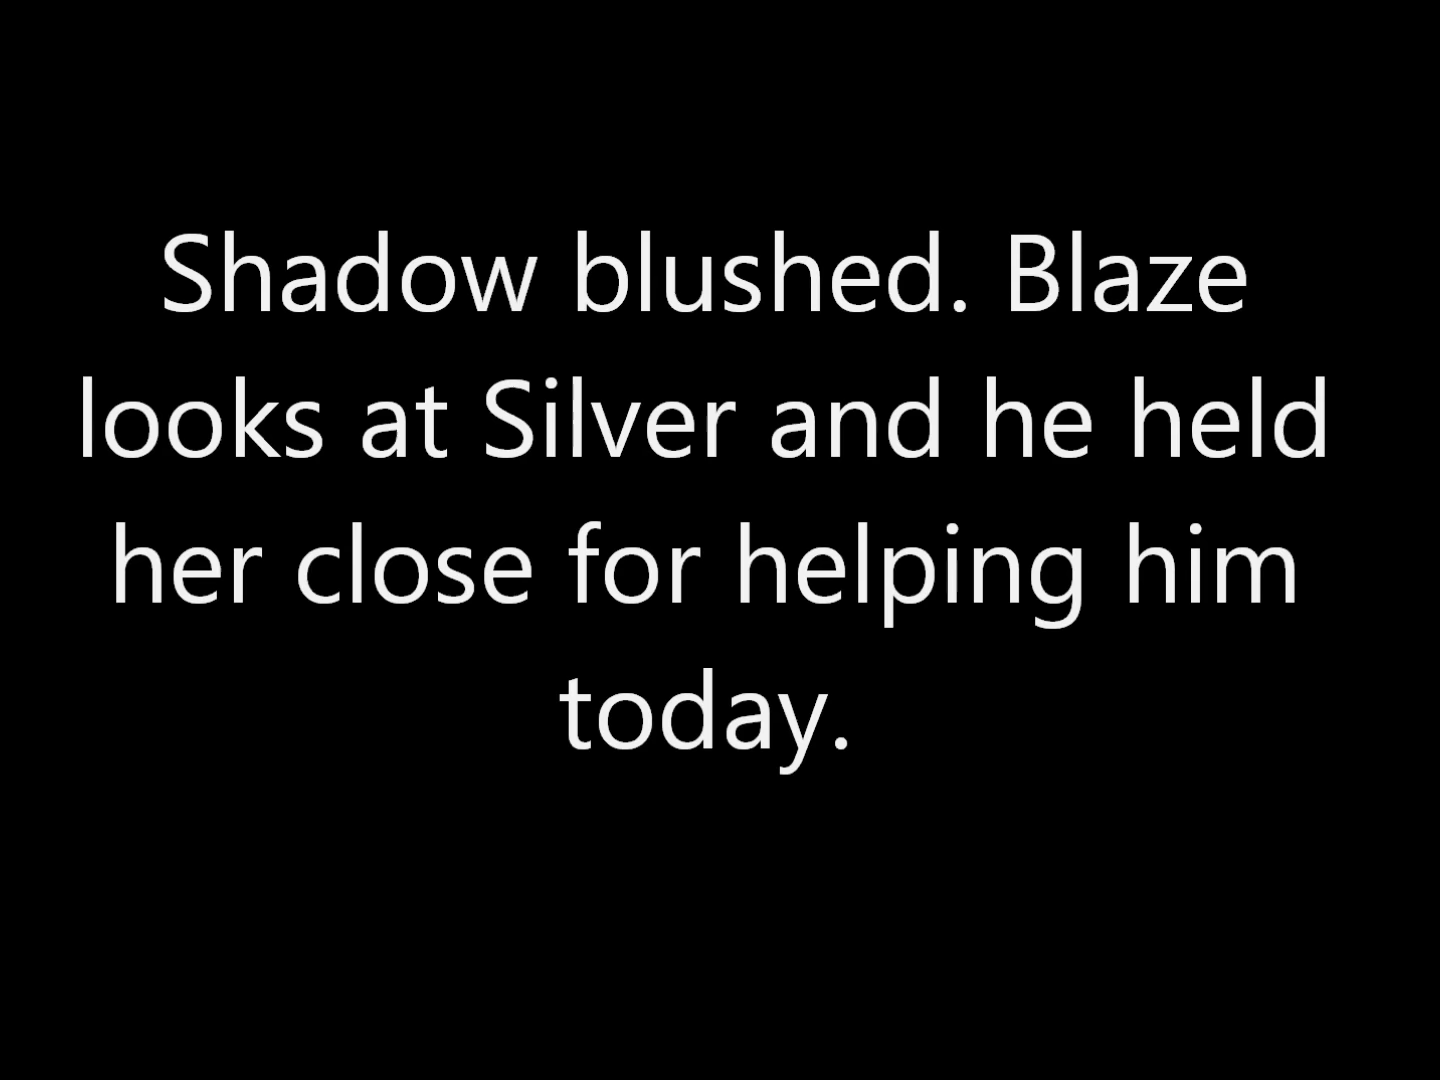 Shadow blushed. Blaze
looks at Silver and he held
her close for helping him
today.